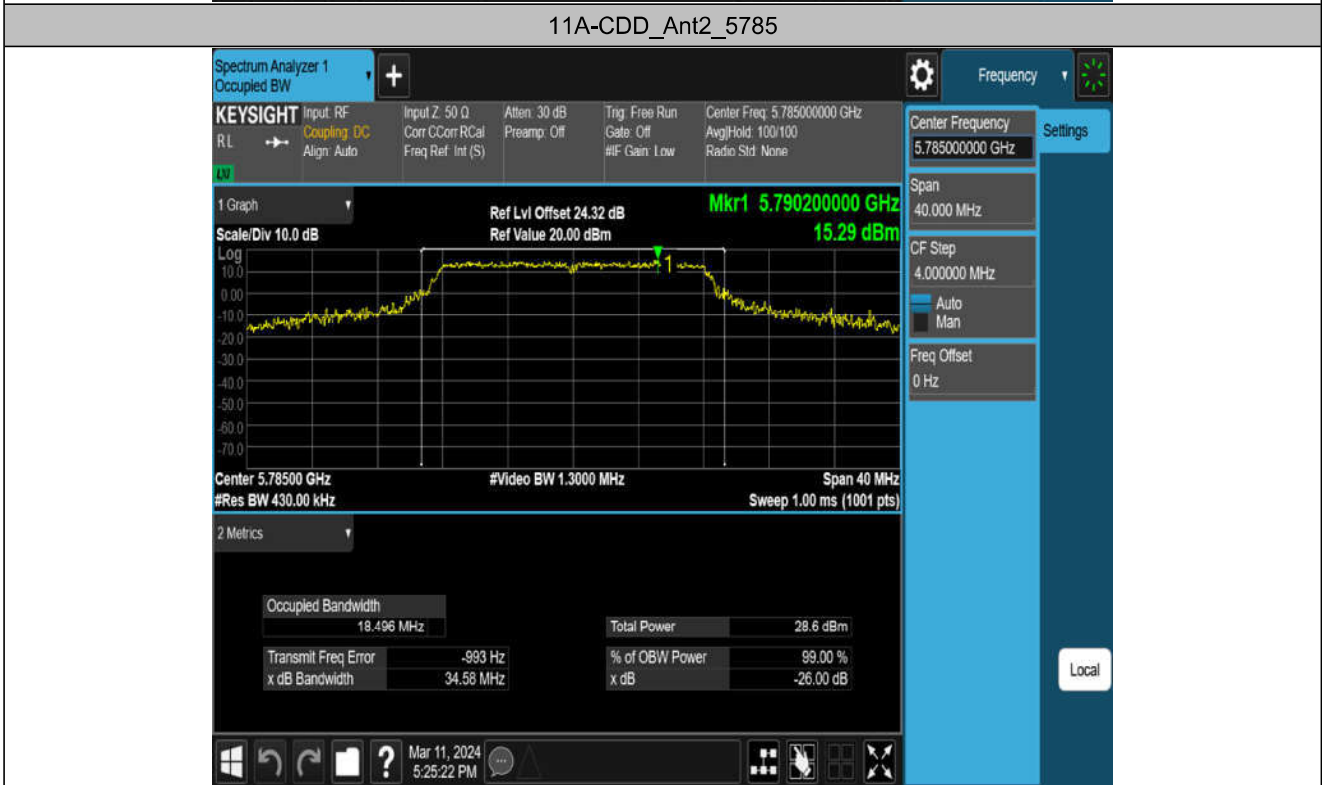 11A-CDD_Ant2_5785
Spectrum Analyzer 1
Occupied BW
+
Frequency
KEYSIGHT
RL
LXI
Input: RF
Coupling: DC
Align: Auto
Input Z: 50 Ω
Corr CCorr RCal
Freq Ref: Int (S)
Atten: 30 dB
Preamp: Off
Trig: Free Run
Gate: Off
#IF Gain: Low
Center Freq: 5.785000000 GHz
Avg|Hold: 100/100
Radio Std: None
Center Frequency
5.785000000 GHz
Settings
Span
40.000 MHz
CF Step
4.000000 MHz
Auto
Man
Freq Offset
0 Hz
1 Graph
Scale/Div 10.0 dB
Ref Lvl Offset 24.32 dB
Ref Value 20.00 dBm
Mkr1 5.790200000 GHz
15.29 dBm
Log
10.0
0.00
-10.0
-20.0
-30.0
-40.0
-50.0
-60.0
-70.0
1
Center 5.78500 GHz
#Video BW 1.3000 MHz
Span 40 MHz
#Res BW 430.00 kHz
Sweep 1.00 ms (1001 pts)
2 Metrics
Occupied Bandwidth
18.496 MHz
Total Power 28.6 dBm
Transmit Freq Error -993 Hz
% of OBW Power 99.00 %
x dB Bandwidth 34.58 MHz
x dB -26.00 dB
Local
?
Mar 11, 2024
5:25:22 PM